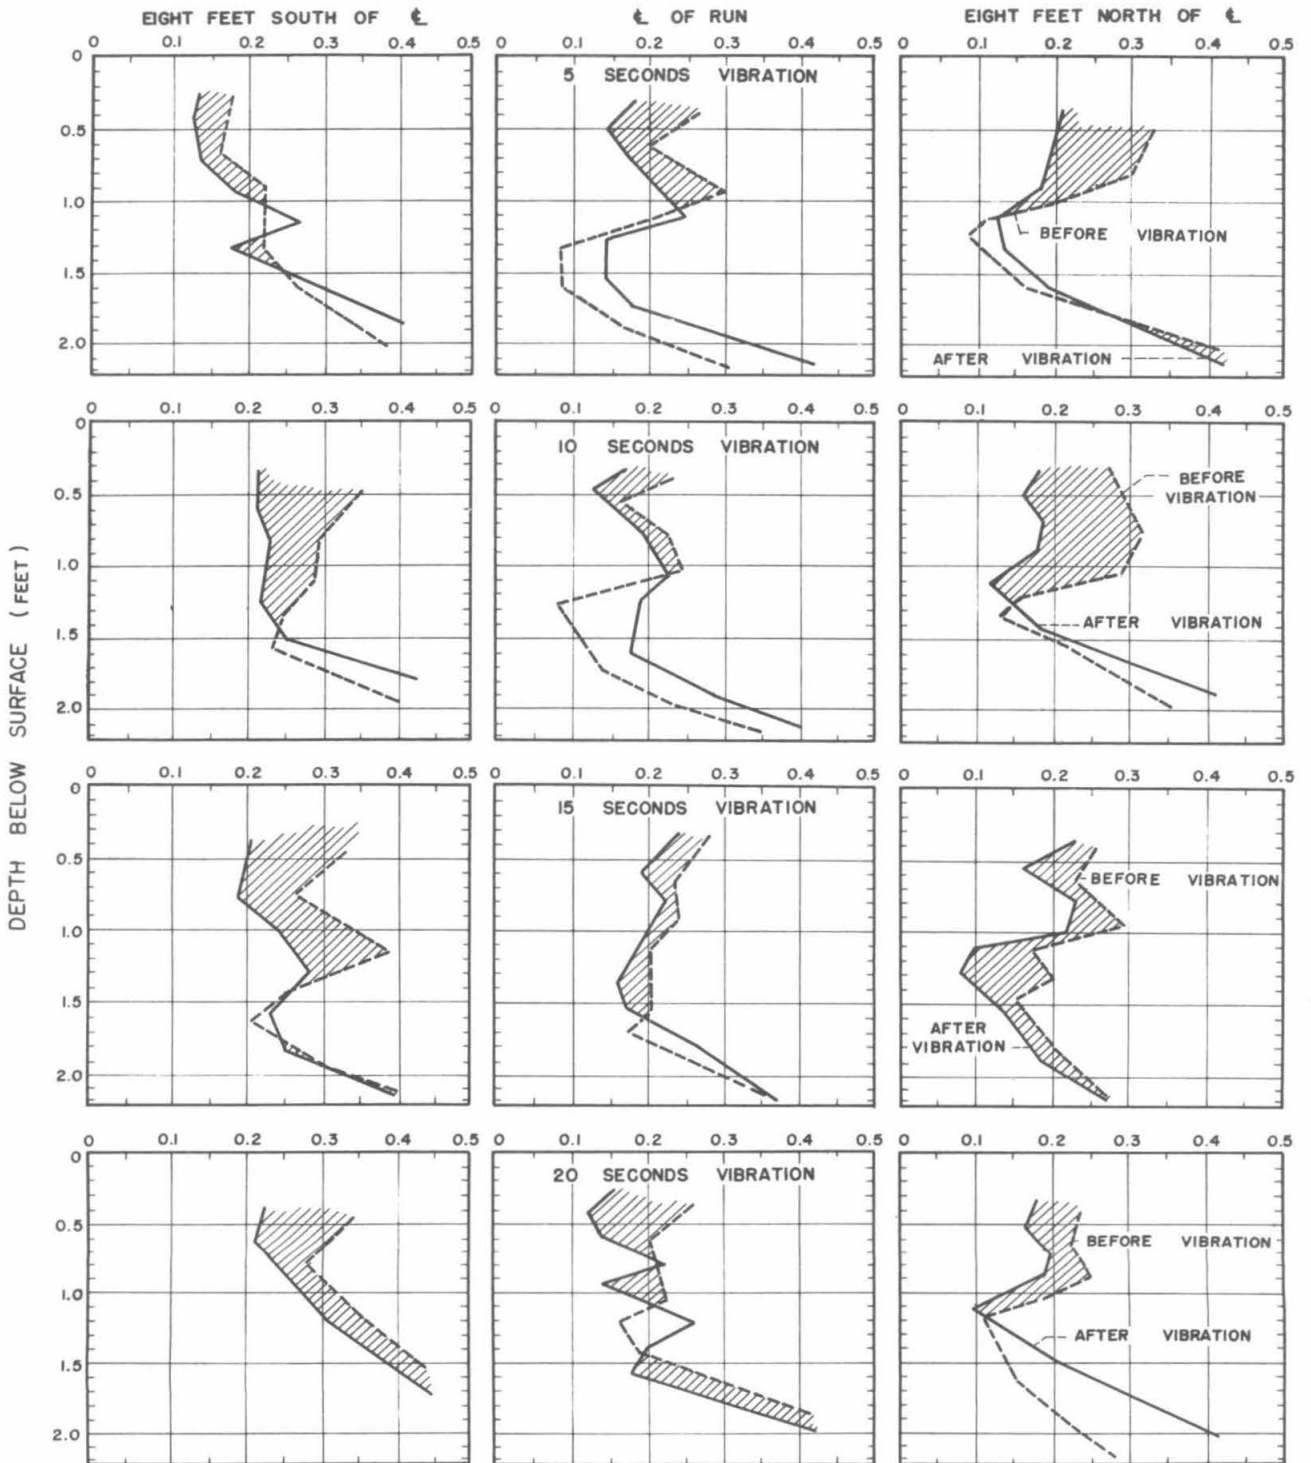 EIGHT FEET SOUTH OF ℄
℄ OF RUN
EIGHT FEET NORTH OF ℄
0 0.1 0.2 0.3 0.4 0.5
0 0.1 0.2 0.3 0.4 0.5
0 0.1 0.2 0.3 0.4 0.5
0
0.5
1.0
1.5
2.0
5 SECONDS VIBRATION
BEFORE VIBRATION
AFTER VIBRATION
0 0.1 0.2 0.3 0.4 0.5
0 0.1 0.2 0.3 0.4 0.5
0 0.1 0.2 0.3 0.4 0.5
0
0.5
1.0
1.5
2.0
10 SECONDS VIBRATION
BEFORE
VIBRATION
AFTER VIBRATION
DEPTH BELOW SURFACE (FEET)
0 0.1 0.2 0.3 0.4 0.5
0 0.1 0.2 0.3 0.4 0.5
0 0.1 0.2 0.3 0.4 0.5
0
0.5
1.0
1.5
2.0
15 SECONDS VIBRATION
BEFORE VIBRATION
AFTER
VIBRATION
0 0.1 0.2 0.3 0.4 0.5
0 0.1 0.2 0.3 0.4 0.5
0 0.1 0.2 0.3 0.4 0.5
0
0.5
1.0
1.5
2.0
20 SECONDS VIBRATION
BEFORE VIBRATION
AFTER VIBRATION